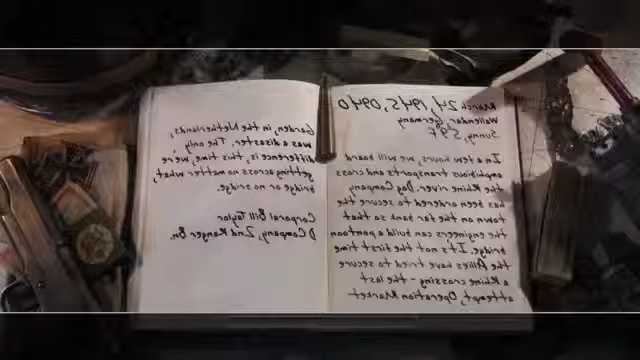 March 24, 1945, 0940
Wallendar, Germany
Sunny, 59 F
In a few hours, we will board
amphibious transports and cross
the Rhine river. Dog Company
has been ordered to secure the
town on the far bank so that
the engineers can build a pontoon
bridge. It's not the first time
the Allies have tried to secure
a Rhine crossing - the last
attempt, Operation Market
Garden, in the Netherlands,
was a disaster. The only
difference is, this time, we're
getting across no matter what,
bridge or no bridge.
Corporal Bill Taylor
D Company, 2nd Ranger Bn.